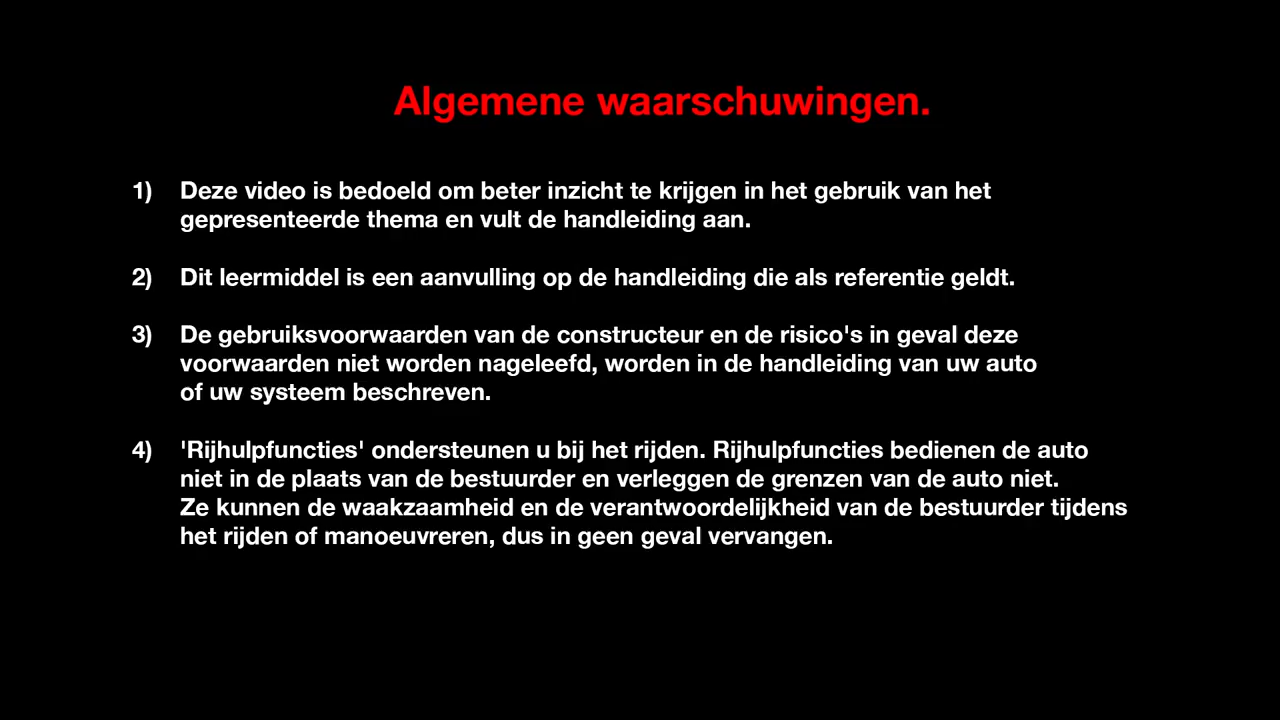 Algemene waarschuwingen.
1) Deze video is bedoeld om beter inzicht te krijgen in het gebruik van het
gepresenteerde thema en vult de handleiding aan.
2) Dit leermiddel is een aanvulling op de handleiding die als referentie geldt.
3) De gebruiksvoorwaarden van de constructeur en de risico's in geval deze
voorwaarden niet worden nageleefd, worden in de handleiding van uw auto
of uw systeem beschreven.
4) 'Rijhulpfuncties' ondersteunen u bij het rijden. Rijhulpfuncties bedienen de auto
niet in de plaats van de bestuurder en verleggen de grenzen van de auto niet.
Ze kunnen de waakzaamheid en de verantwoordelijkheid van de bestuurder tijdens
het rijden of manoeuvreren, dus in geen geval vervangen.